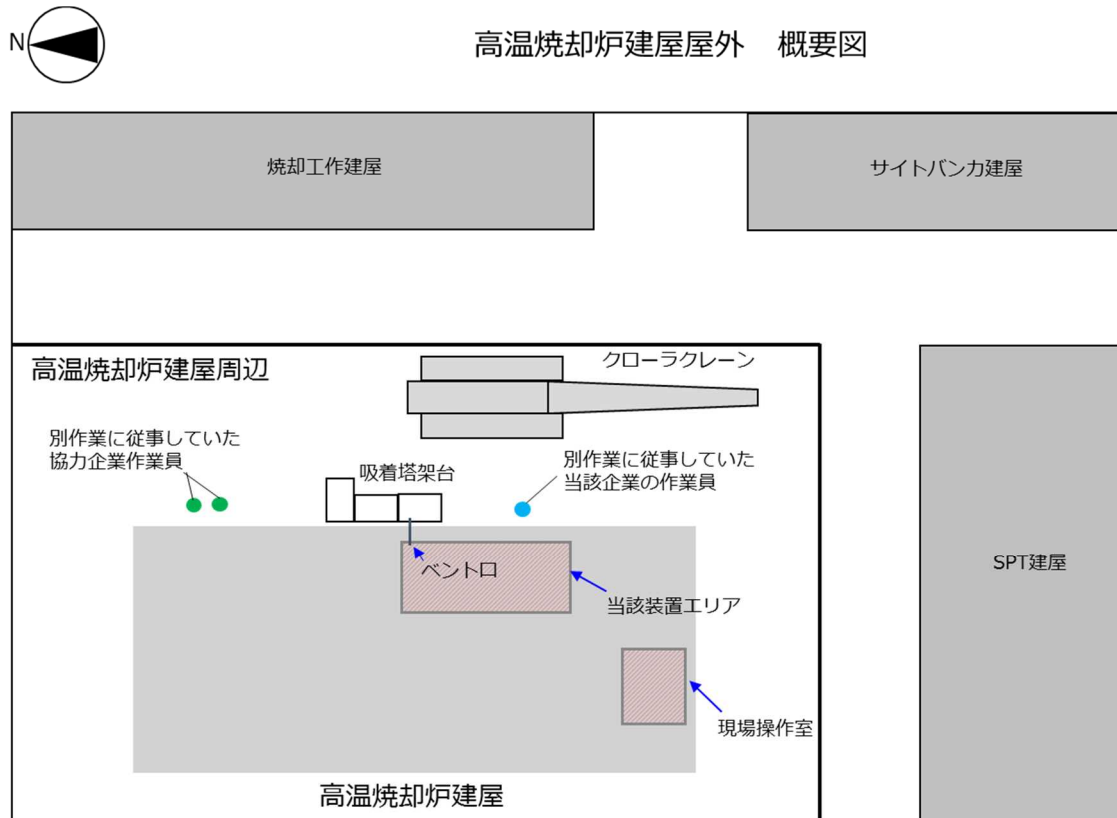 N
高温焼却炉建屋屋外　概要図
焼却工作建屋
サイトバンカ建屋
高温焼却炉建屋周辺
クローラクレーン
別作業に従事していた
協力企業作業員
吸着塔架台
別作業に従事していた
当該企業の作業員
ベント口
当該装置エリア
SPT建屋
現場操作室
高温焼却炉建屋